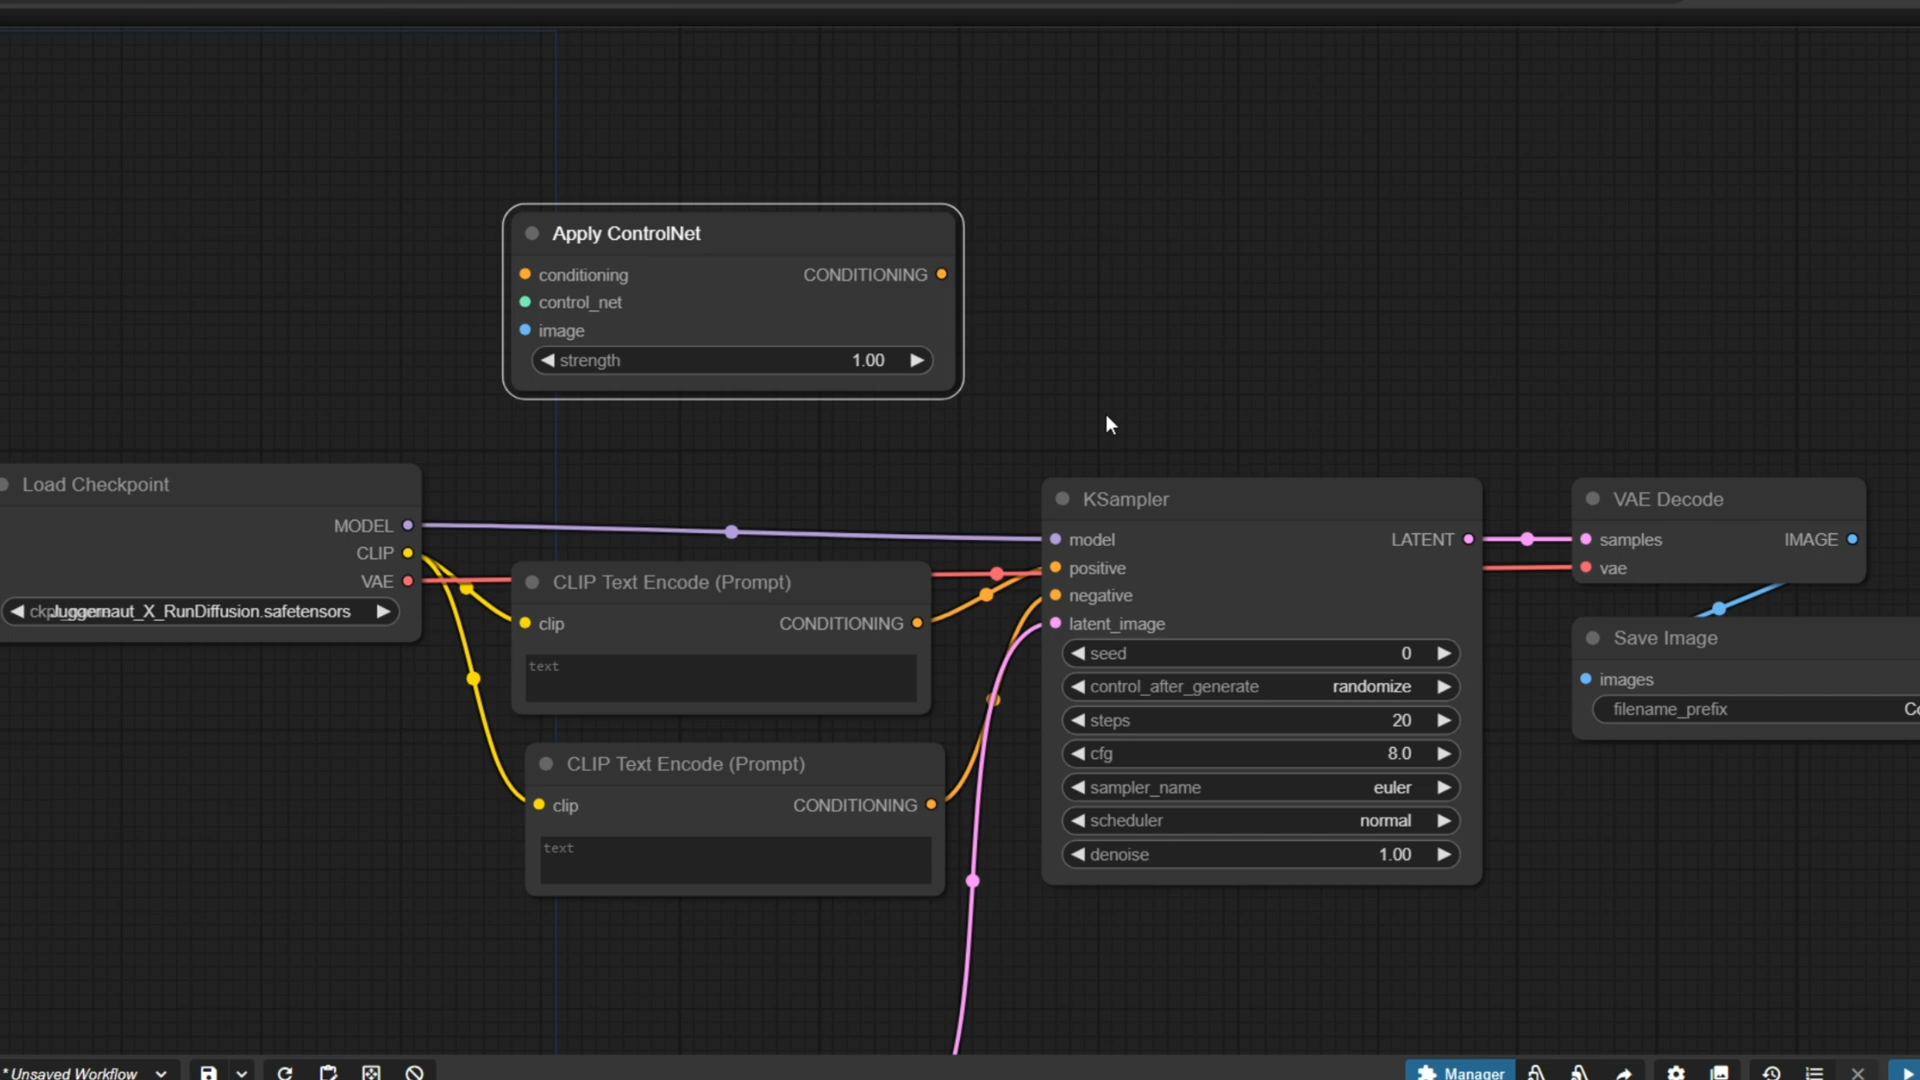 Apply ControlNet
conditioning CONDITIONING
control_net
image
strength 1.00
Load Checkpoint
MODEL
CLIP
VAE
Juggernaut_X_RunDiffusion.safetensors
CLIP Text Encode (Prompt)
clip CONDITIONING
text
CLIP Text Encode (Prompt)
clip CONDITIONING
text
KSampler
model LATENT
positive
negative
latent_image
seed 0
control_after_generate randomize
steps 20
cfg 8.0
sampler_name euler
scheduler normal
denoise 1.00
VAE Decode
samples IMAGE
vae
Save Image
images
filename_prefix
*Unsaved Workflow
Manager